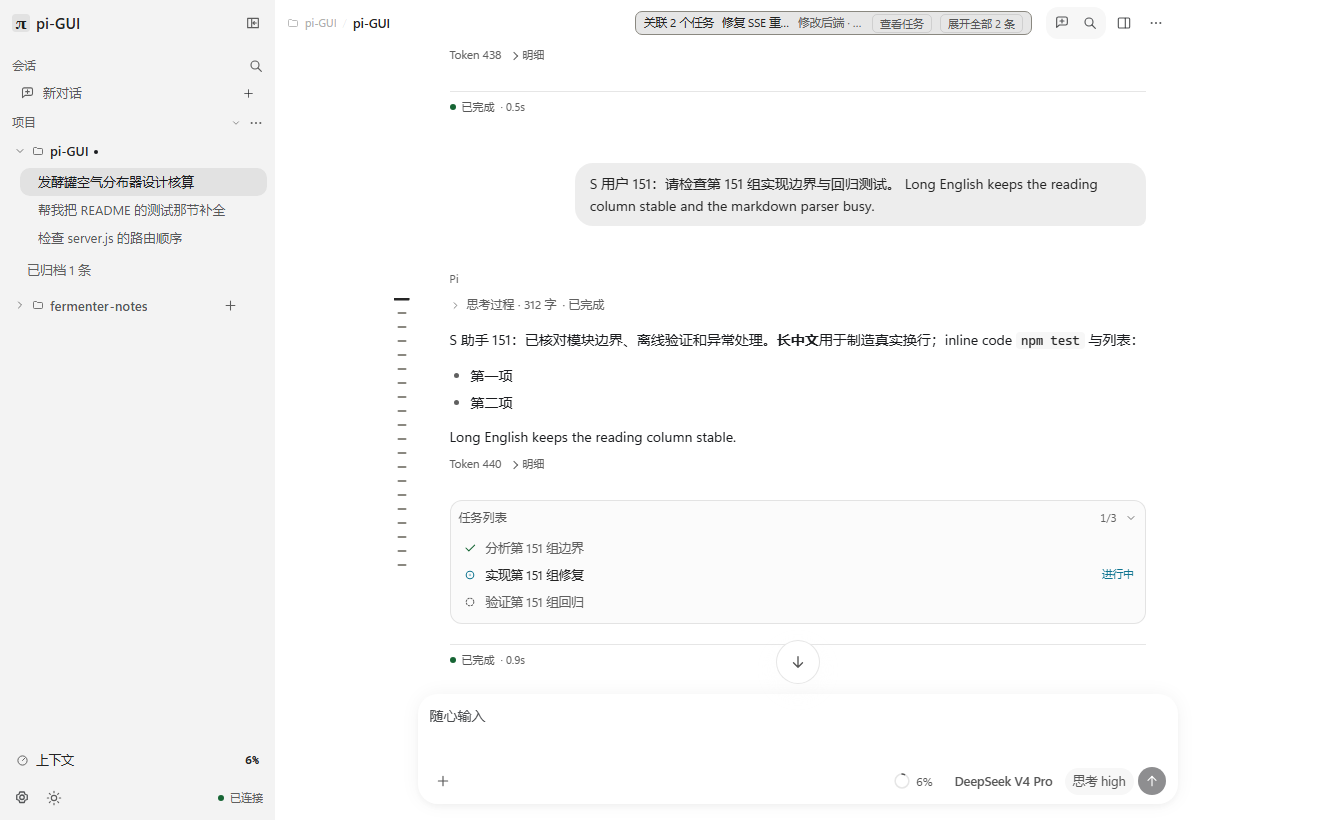 π pi-GUI
会话
新对话
项目
pi-GUI
发酵罐空气分布器设计核算
帮我把 README 的测试那节补全
检查 server.js 的路由顺序
已归档 1 条
fermenter-notes
上下文 6%
已连接
pi-GUI / pi-GUI
关联 2 个任务 修复 SSE 重... 修改后端 · ... 查看任务 展开全部 2 条
Token 438 明细
已完成 · 0.5s
S 用户 151：请检查第 151 组实现边界与回归测试。 Long English keeps the reading
column stable and the markdown parser busy.
Pi
思考过程 · 312 字 · 已完成
S 助手 151：已核对模块边界、离线验证和异常处理。长中文用于制造真实换行；inline code npm test 与列表：
第一项
第二项
Long English keeps the reading column stable.
Token 440 明细
任务列表 1/3
分析第 151 组边界
实现第 151 组修复 进行中
验证第 151 组回归
已完成 · 0.9s
随心输入
6% DeepSeek V4 Pro 思考 high